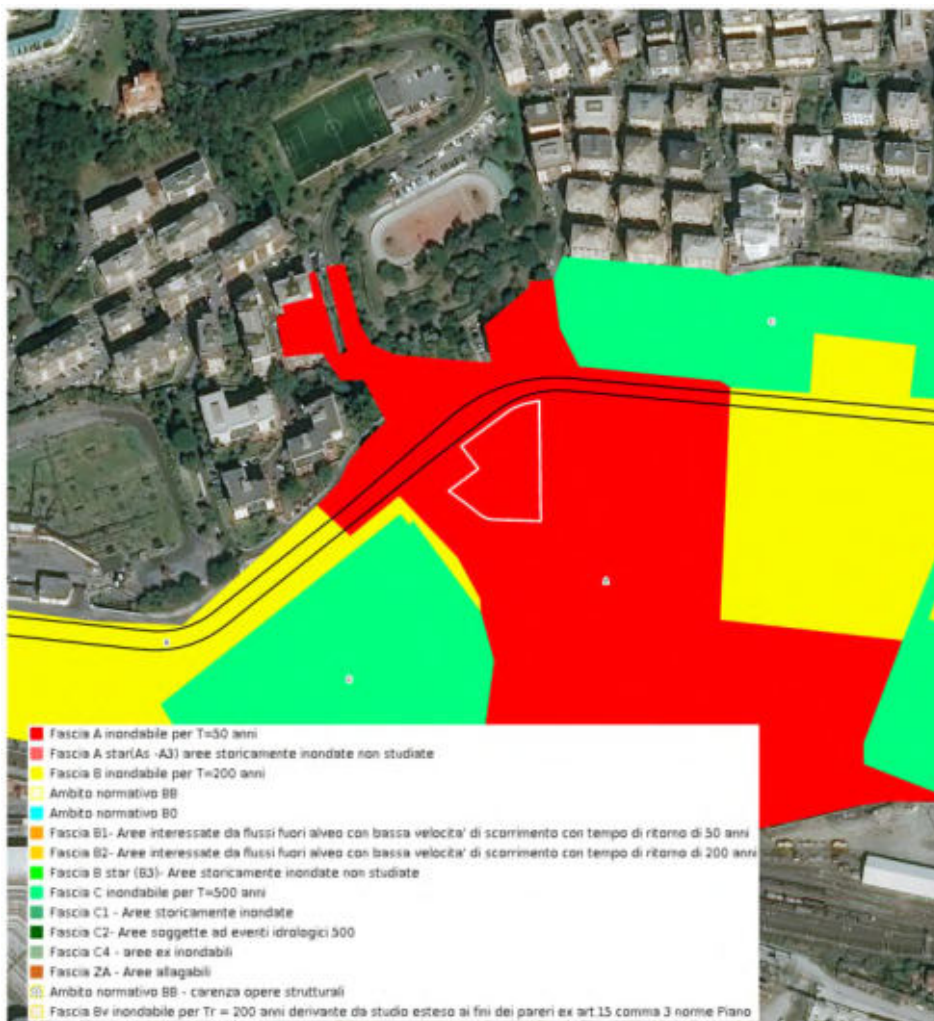 Fascia A inondabile per T=50 anni
Fascia A star(As -A3) aree storicamente inondate non studiate
Fascia B inondabile per T=200 anni
Ambito normativo BB
Ambito normativo B0
Fascia B1- Aree interessate da flussi fuori alveo con bassa velocita' di scorrimento con tempo di ritorno di 50 anni
Fascia B2- Aree interessate da flussi fuori alveo con bassa velocita' di scorrimento con tempo di ritorno di 200 anni
Fascia B star (B3)- Aree storicamente inondate non studiate
Fascia C inondabile per T=500 anni
Fascia C1 - Aree storicamente inondate
Fascia C2- Aree soggette ad eventi idrologici 500
Fascia C4 - aree ex inondabili
Fascia ZA - Aree allagabili
Ambito normativo BB - carenza opere strutturali
Fascia Bv inondabile per Tr = 200 anni derivante da studio esteso ai fini dei pareri ex art.15 comma 3 norme Piano